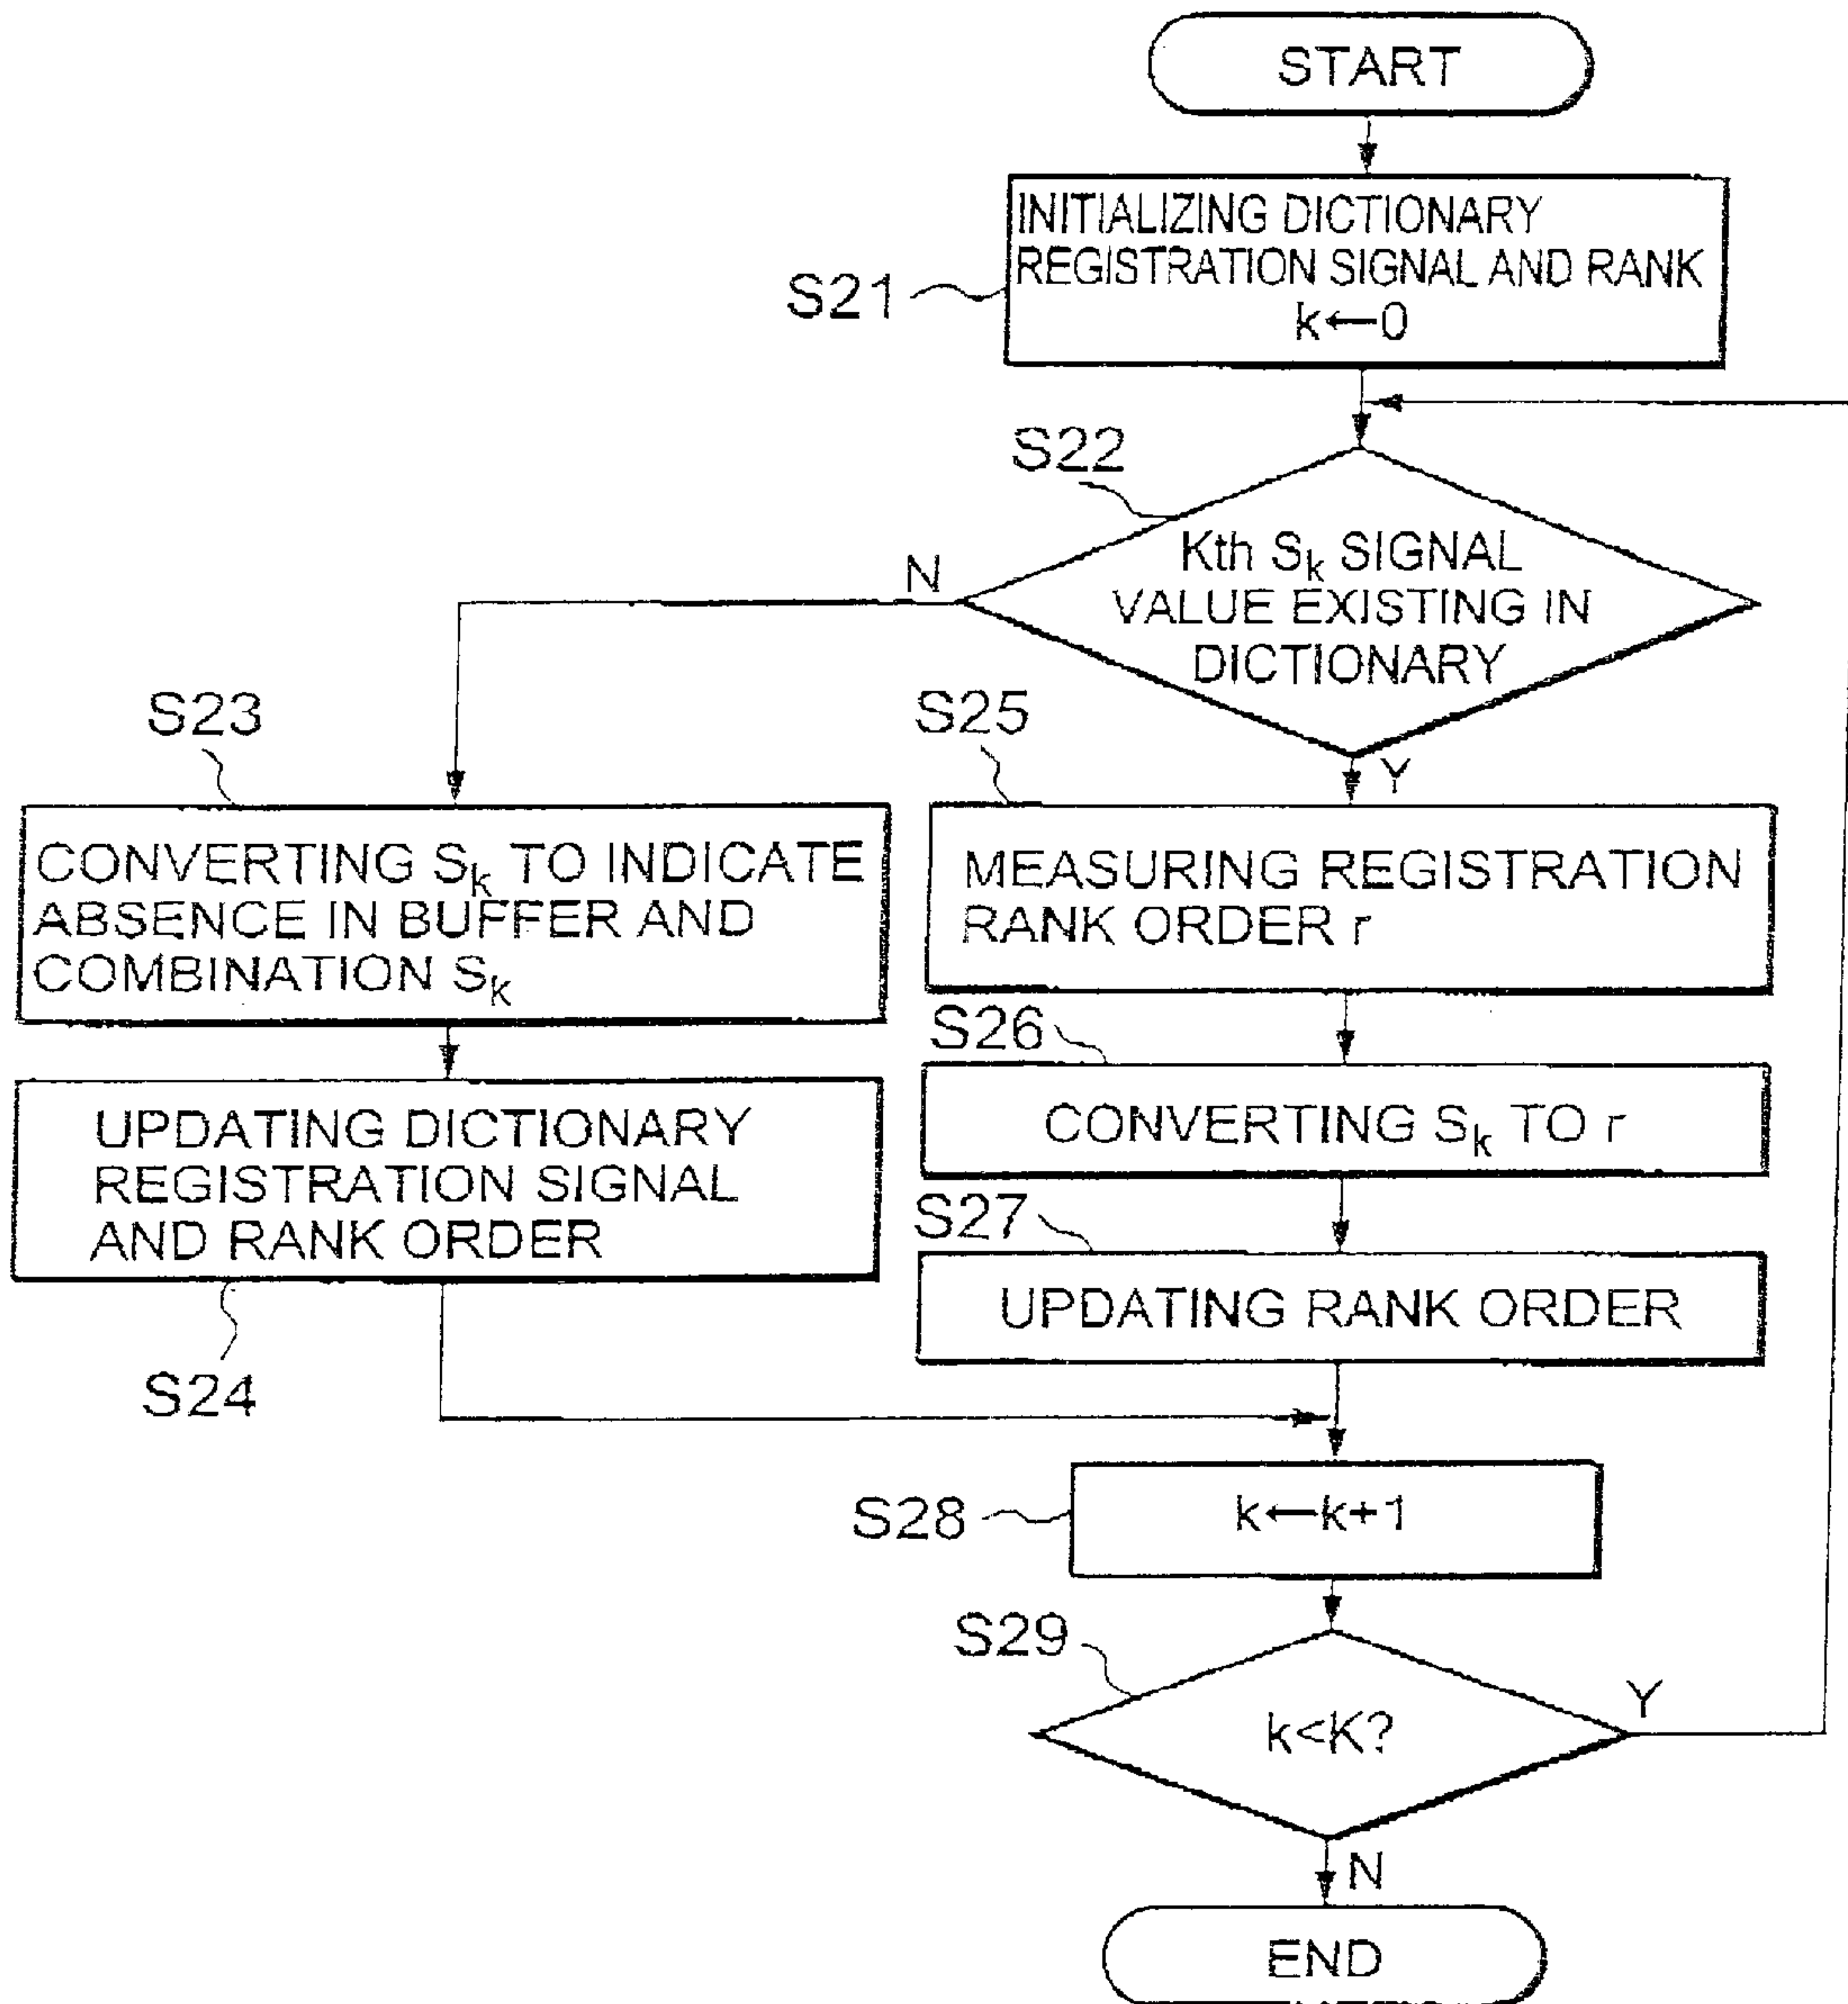 START
INITIALIZING DICTIONARY
REGISTRATION SIGNAL AND RANK
k←0
S21
S22
Kth Sk SIGNAL
VALUE EXISTING IN
DICTIONARY
N
Y
S23
CONVERTING Sk TO INDICATE
ABSENCE IN BUFFER AND
COMBINATION Sk
S25
MEASURING REGISTRATION
RANK ORDER r
S26
CONVERTING Sk TO r
UPDATING DICTIONARY
REGISTRATION SIGNAL
AND RANK ORDER
S24
S27
UPDATING RANK ORDER
S28
k←k+1
S29
k<K?
Y
N
END